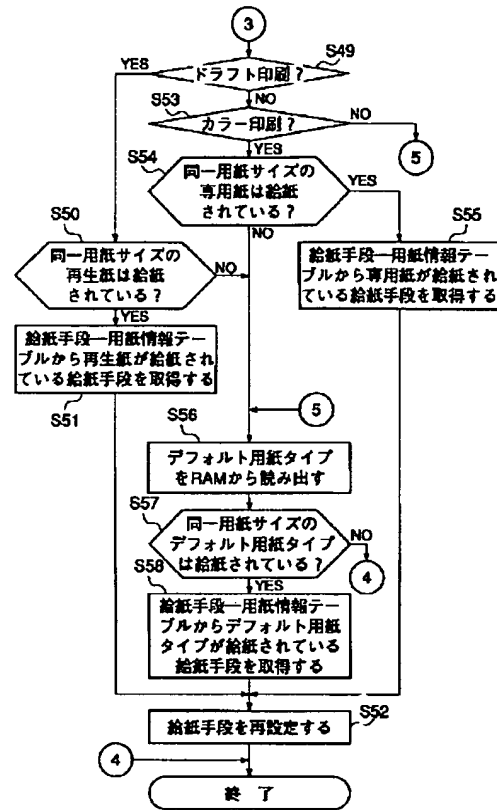 3
S49
YES
ドラフト印刷？
S53
NO
NO
カラー印刷？
5
S54
YES
同一用紙サイズの
専用紙は給紙
されている？
YES
S50
NO
S55
同一用紙サイズの
再生紙は給紙
されている？
NO
給紙手段一用紙情報テー
ブルから専用紙が給紙され
ている給紙手段を取得する
YES
給紙手段一用紙情報テー
ブルから再生紙が給紙され
ている給紙手段を取得する
S51
5
S56
デフォルト用紙タイプ
をRAMから読み出す
S57
同一用紙サイズの
デフォルト用紙タイプ
は給紙されている？
NO
4
S58
YES
給紙手段一用紙情報テー
ブルからデフォルト用紙
タイプが給紙されている
給紙手段を取得する
S52
給紙手段を再設定する
4
終 了